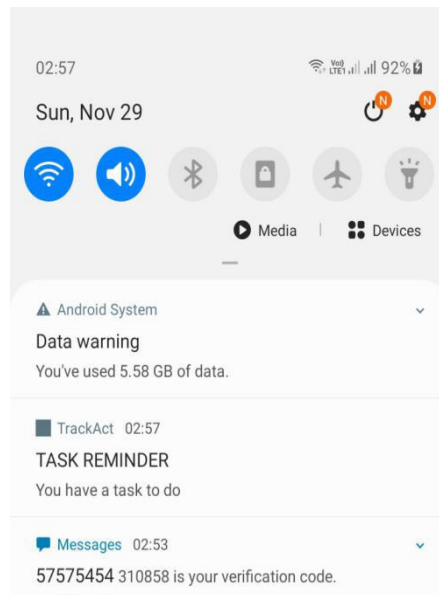 02:57 Vo) LTE1 92%
Sun, Nov 29 N N
Media | Devices
Android System
Data warning
You've used 5.58 GB of data.
TrackAct 02:57
TASK REMINDER
You have a task to do
Messages 02:53
57575454 310858 is your verification code.